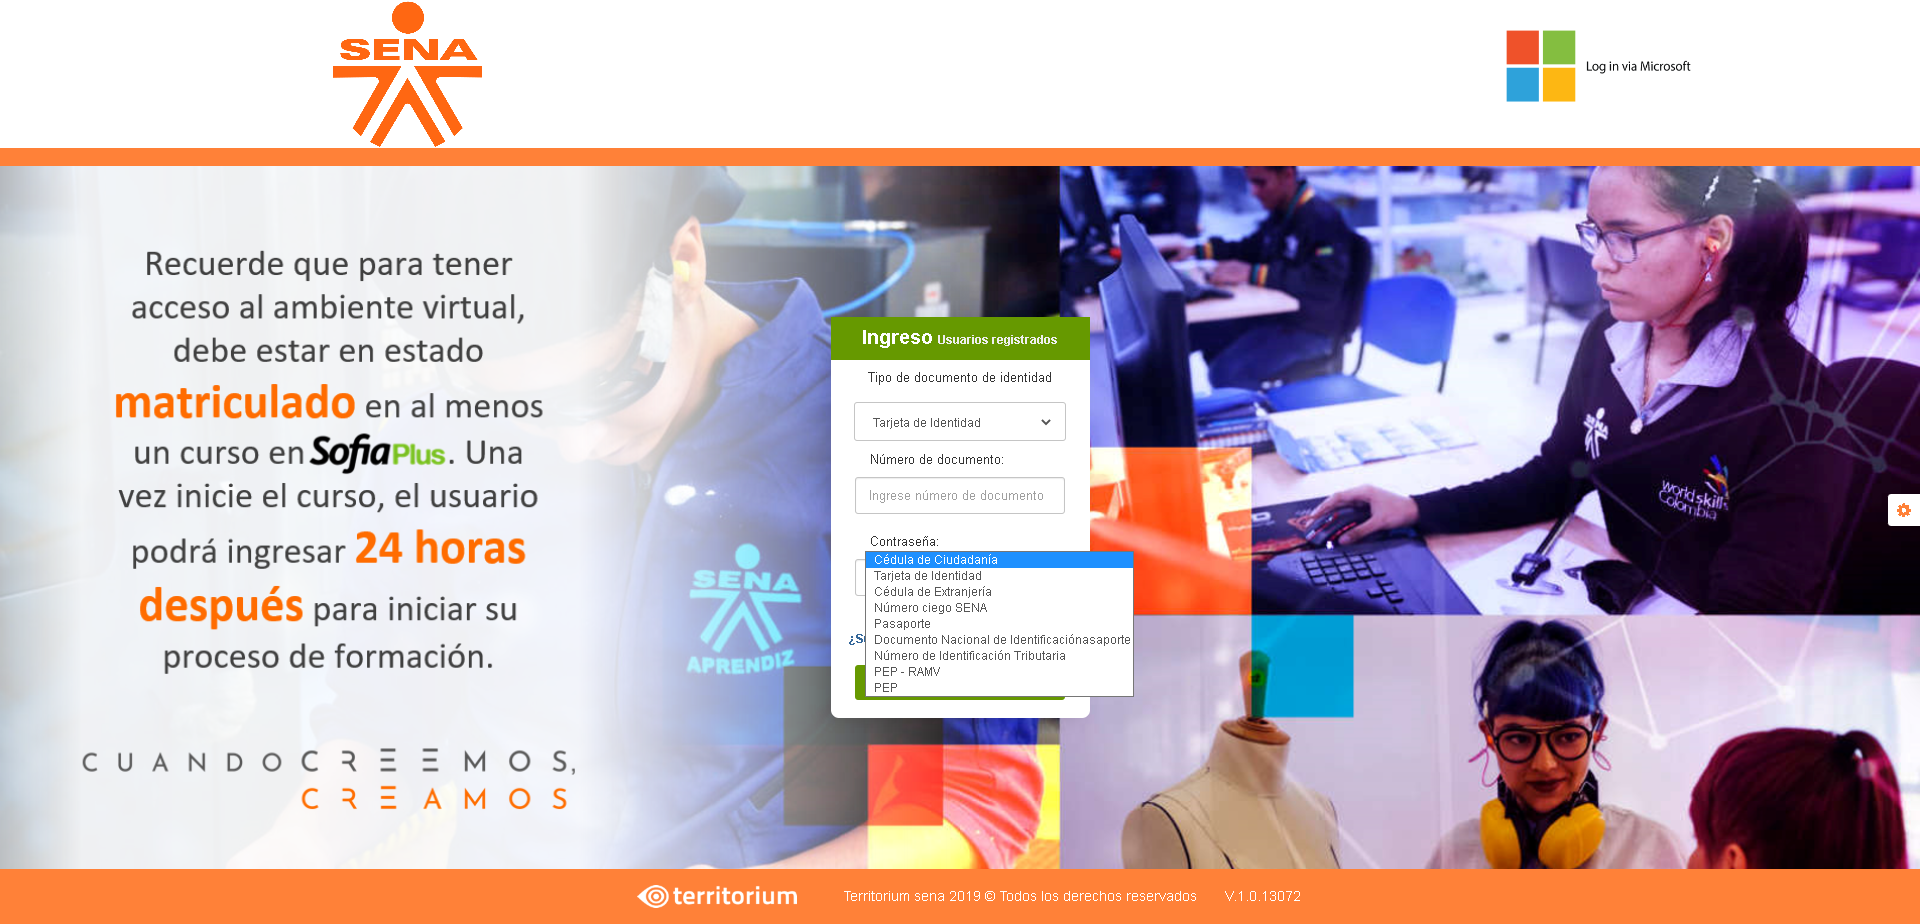 SENA
Log in via Microsoft
Recuerde que para tener
acceso al ambiente virtual,
debe estar en estado
matriculado en al menos
un curso en SofiaPlus. Una
vez inicie el curso, el usuario
podrá ingresar 24 horas
después para iniciar su
proceso de formación.
CUANDO CREEMOS,
CREAMOS
SENA
APRENDIZ
world skills
Colombia
Ingreso Usuarios registrados
Tipo de documento de identidad
Tarjeta de Identidad
Número de documento:
Ingrese número de documento
Contraseña:
Cédula de Ciudadanía
Tarjeta de Identidad
Cédula de Extranjería
Número ciego SENA
Pasaporte
Documento Nacional de Identificaciónasaporte
Número de Identificación Tributaria
PEP - RAMV
PEP
territorium
Territorium sena 2019 © Todos los derechos reservados
V.1.0.13072